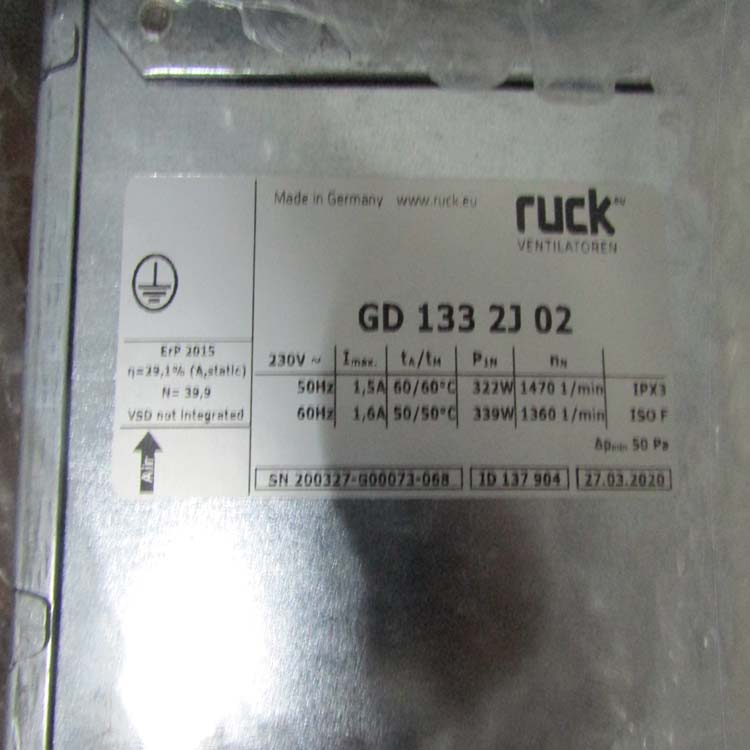 Made in Germany www.ruck.eu
ruck eu
VENTILATOREN
GD 133 2J 02
ErP 2015
η=29,1% (A,static)
N= 39,9
VSD not integrated
Air
230V ~ Imax. tA/tM P1N nN
50Hz 1,5A 60/60°C 322W 1470 1/min IPX3
60Hz 1,6A 50/50°C 339W 1360 1/min ISO F
Δpmin 50 Pa
SN 200327-G00073-068 ID 137 904 27.03.2020